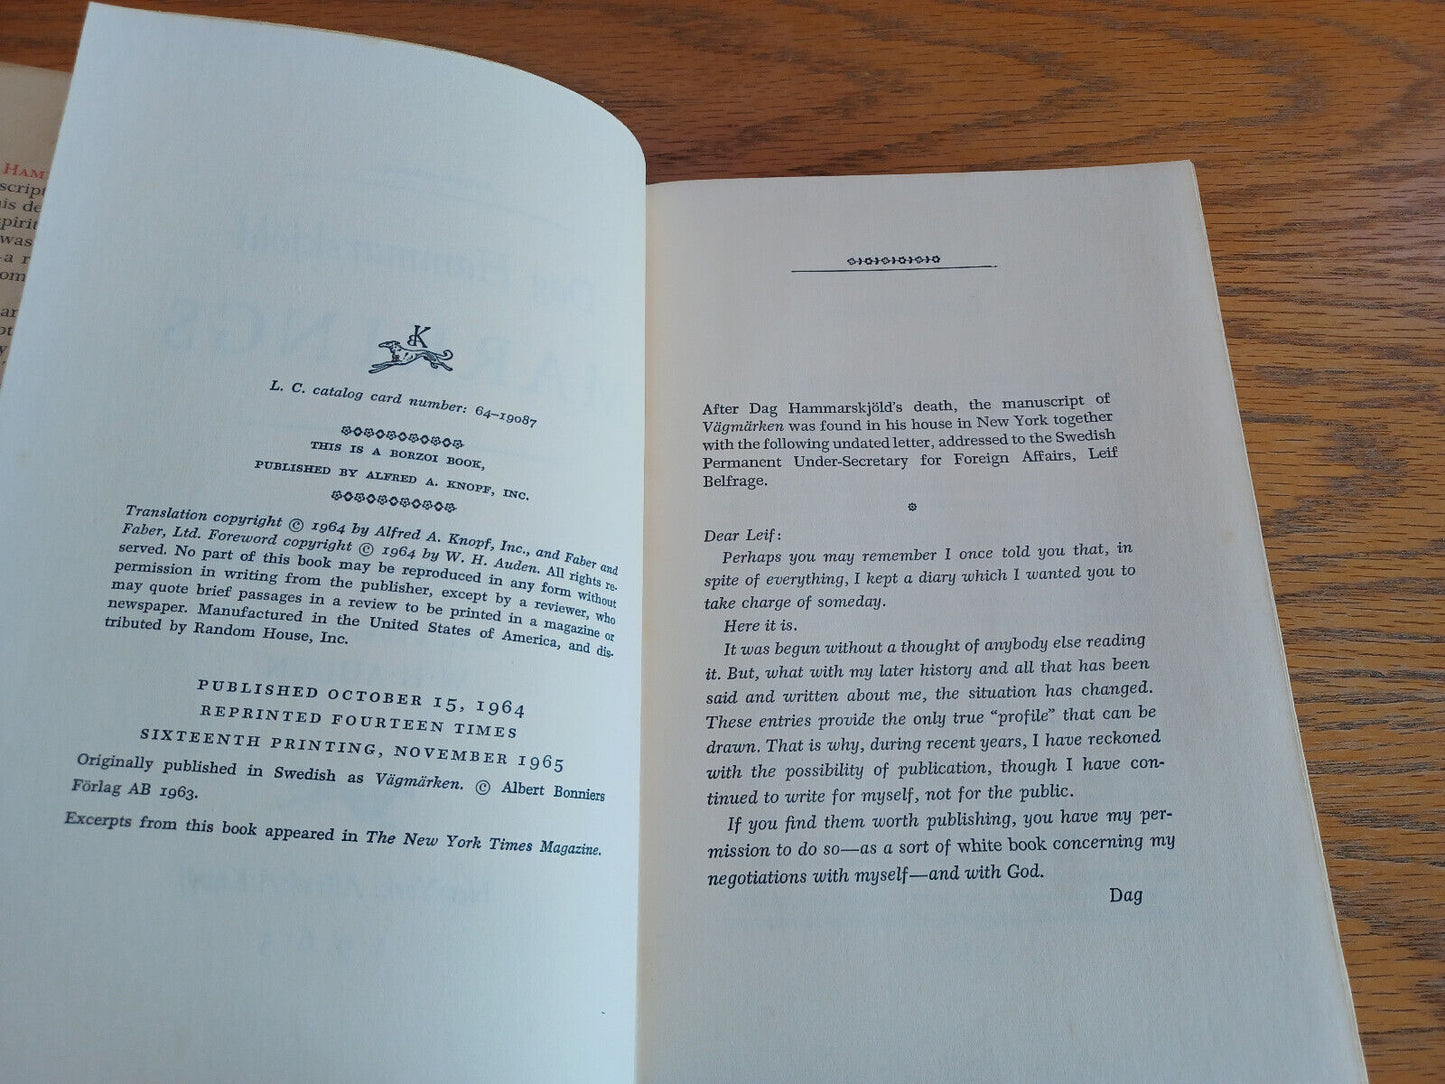 HAM
script
is de
spirit
was
a r
om
ar
pt
y
K
L. C. catalog card number: 64–19087
THIS IS A BORZOI BOOK,
PUBLISHED BY ALFRED A. KNOPF, INC.
Translation copyright © 1964 by Alfred A. Knopf, Inc., and Faber and
Faber, Ltd. Foreword copyright © 1964 by W. H. Auden. All rights re-
served. No part of this book may be reproduced in any form without
permission in writing from the publisher, except by a reviewer, who
may quote brief passages in a review to be printed in a magazine or
newspaper. Manufactured in the United States of America, and dis-
tributed by Random House, Inc.
PUBLISHED OCTOBER 15, 1964
REPRINTED FOURTEEN TIMES
SIXTEENTH PRINTING, NOVEMBER 1965
Originally published in Swedish as Vägmärken. © Albert Bonniers
Förlag AB 1963.
Excerpts from this book appeared in The New York Times Magazine.
After Dag Hammarskjöld's death, the manuscript of
Vägmärken was found in his house in New York together
with the following undated letter, addressed to the Swedish
Permanent Under-Secretary for Foreign Affairs, Leif
Belfrage.
Dear Leif:
Perhaps you may remember I once told you that, in
spite of everything, I kept a diary which I wanted you to
take charge of someday.
Here it is.
It was begun without a thought of anybody else reading
it. But, what with my later history and all that has been
said and written about me, the situation has changed.
These entries provide the only true “profile” that can be
drawn. That is why, during recent years, I have reckoned
with the possibility of publication, though I have con-
tinued to write for myself, not for the public.
If you find them worth publishing, you have my per-
mission to do so—as a sort of white book concerning my
negotiations with myself—and with God.
Dag